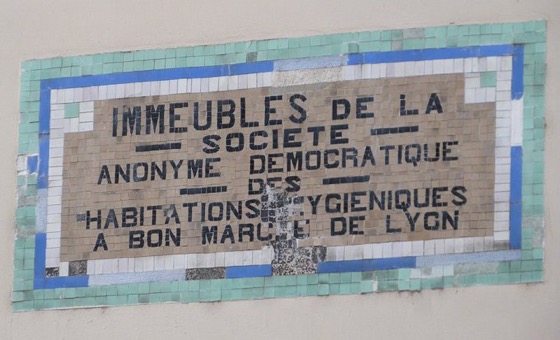 IMMEUBLES DE LA
SOCIETE
ANONYME DEMOCRATIQUE
DES
HABITATIONS HYGIENIQUES
A BON MARCHE DE LYON